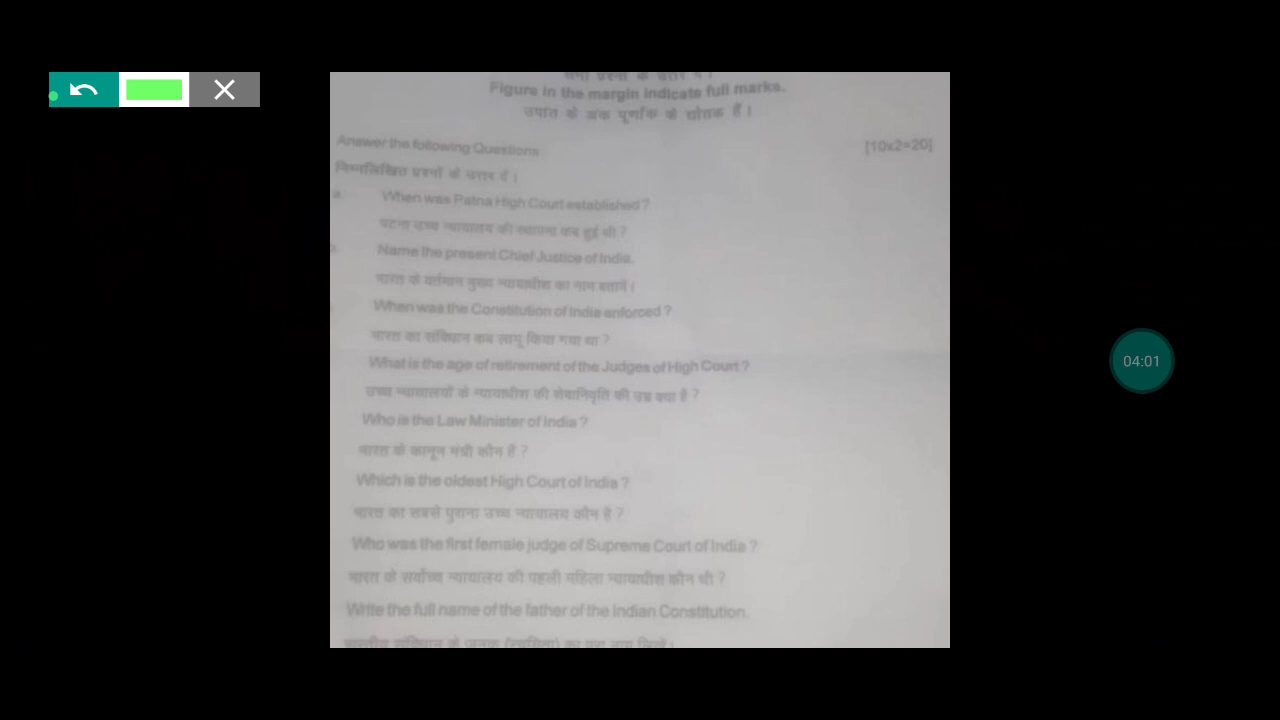 Figure in the margin indicate full marks.
उपांत के अंक पूर्णांक के द्योतक हैं।
Answer the following Questions
[10x2=20]
निम्नलिखित प्रश्नों के उत्तर दें।
a. When was Patna High Court established?
पटना उच्च न्यायालय की स्थापना कब हुई थी?
Name the present Chief Justice of India.
भारत के वर्तमान मुख्य न्यायाधीश का नाम बतायें।
When was the Constitution of India enforced?
भारत का संविधान कब लागू किया गया था?
What is the age of retirement of the Judges of High Court?
उच्च न्यायालयों के न्यायाधीश की सेवानिवृति की उम्र क्या है?
Who is the Law Minister of India?
भारत के कानून मंत्री कौन हैं?
Which is the oldest High Court of India?
भारत का सबसे पुराना उच्च न्यायालय कौन है?
Who was the first female judge of Supreme Court of India?
भारत के सर्वोच्च न्यायालय की पहली महिला न्यायाधीश कौन थी?
Write the full name of the father of the Indian Constitution.
04:01